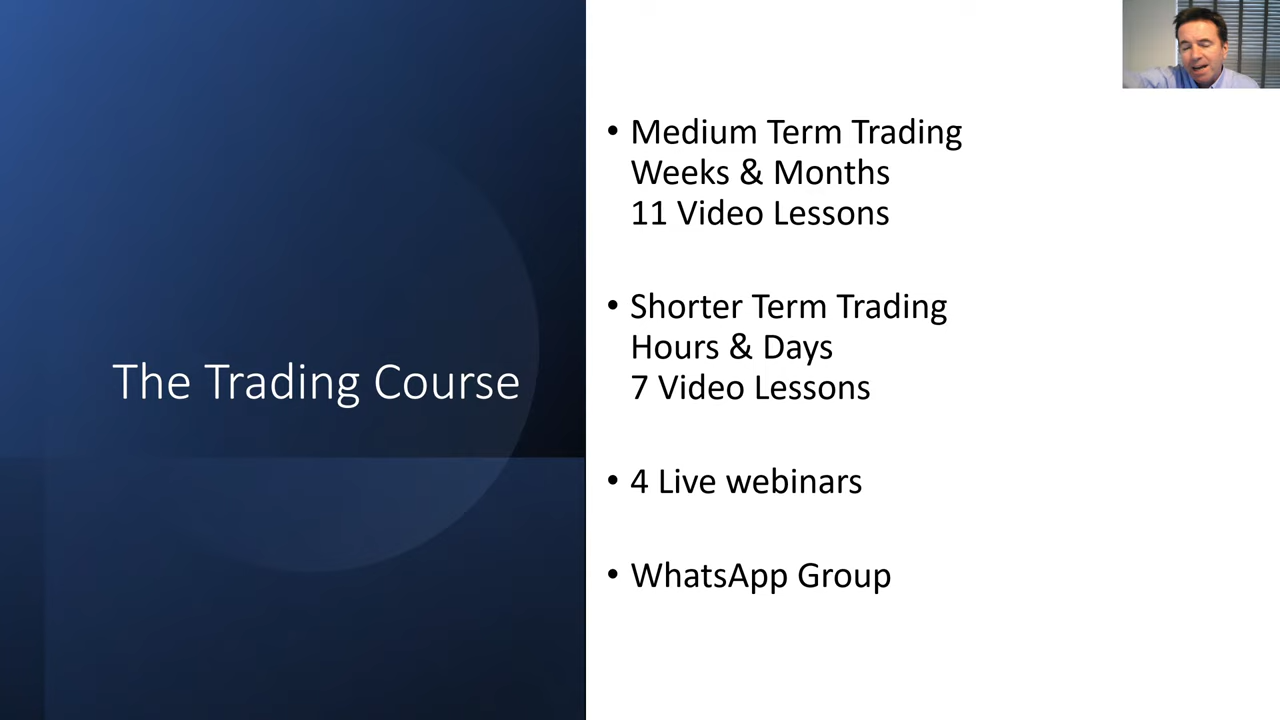 The Trading Course
• Medium Term Trading
Weeks & Months
11 Video Lessons
• Shorter Term Trading
Hours & Days
7 Video Lessons
• 4 Live webinars
• WhatsApp Group